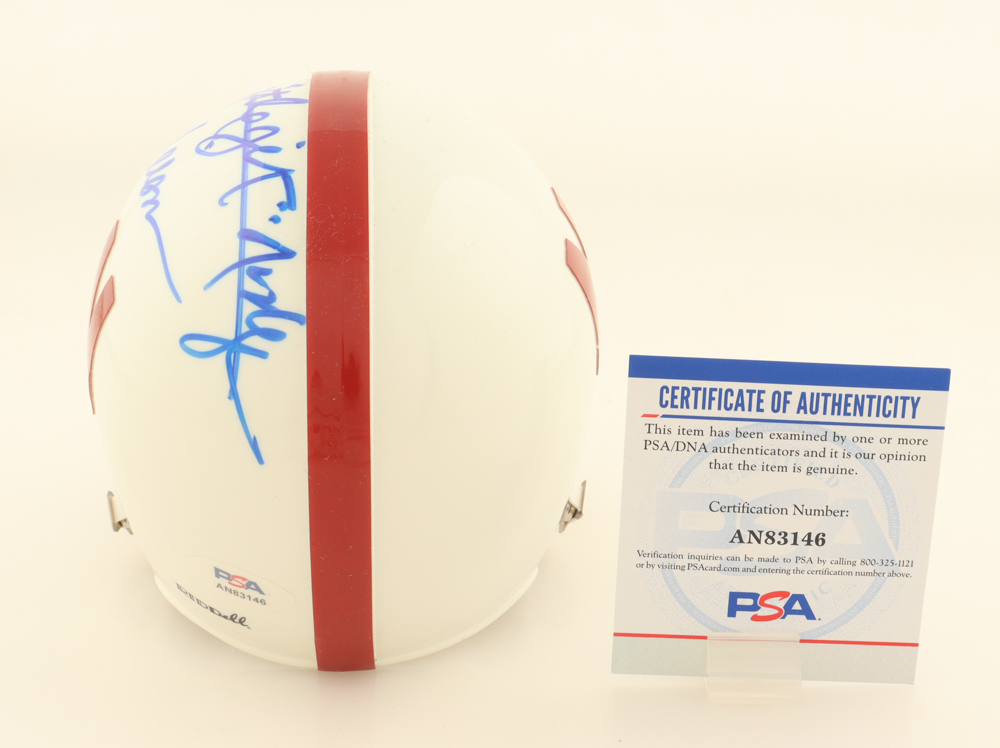 PSA
AN83146
Riddell
CERTIFICATE OF AUTHENTICITY
This item has been examined by one or more
PSA/DNA authenticators and it is our opinion
that the item is genuine.
Certification Number:
AN83146
Verification inquiries can be made to PSA by calling 800-325-1121
or by visiting PSAcard.com and entering the certification number above.
PSA